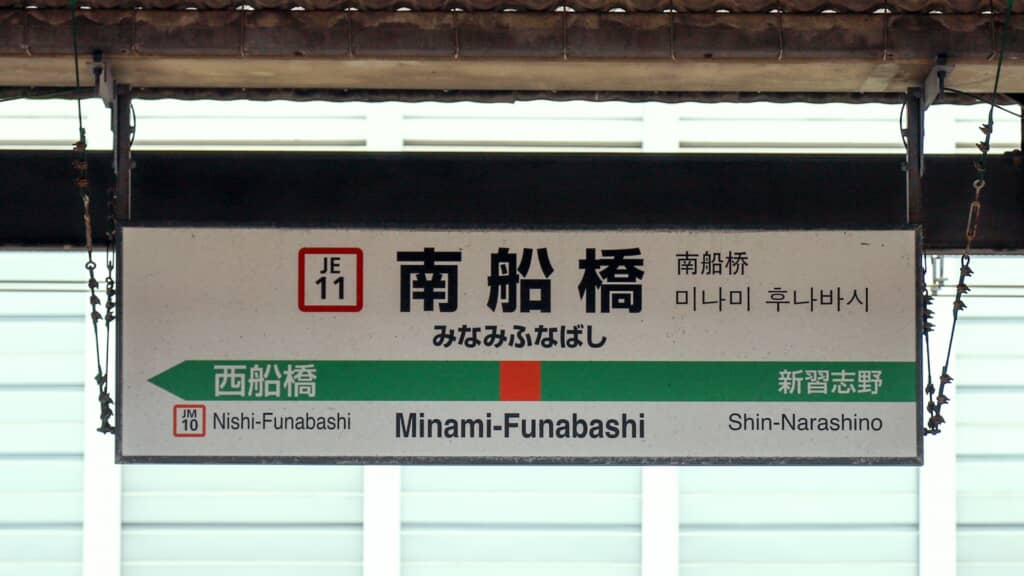 JE
11
南船橋
南船桥
미나미 후나바시
みなみふなばし
西船橋
新習志野
JM
10
Nishi-Funabashi
Minami-Funabashi
Shin-Narashino